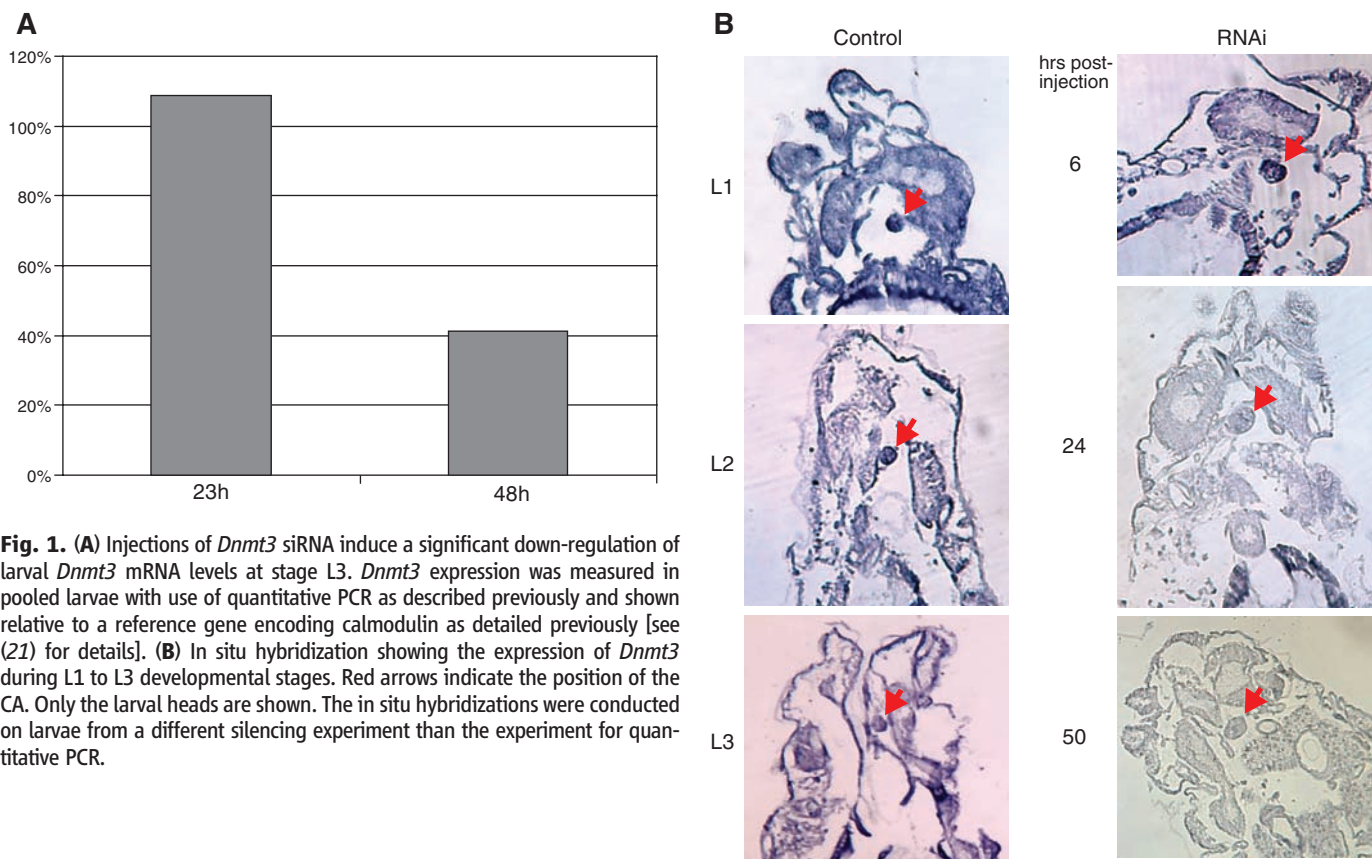 A
120%
100%
80%
60%
40%
20%
0%
23h
48h
Fig. 1. (A) Injections of Dnmt3 siRNA induce a significant down-regulation of
larval Dnmt3 mRNA levels at stage L3. Dnmt3 expression was measured in
pooled larvae with use of quantitative PCR as described previously and shown
relative to a reference gene encoding calmodulin as detailed previously [see
(21) for details]. (B) In situ hybridization showing the expression of Dnmt3
during L1 to L3 developmental stages. Red arrows indicate the position of the
CA. Only the larval heads are shown. The in situ hybridizations were conducted
on larvae from a different silencing experiment than the experiment for quan-
titative PCR.
B
Control
RNAi
hrs post-
injection
L1
6
L2
24
L3
50